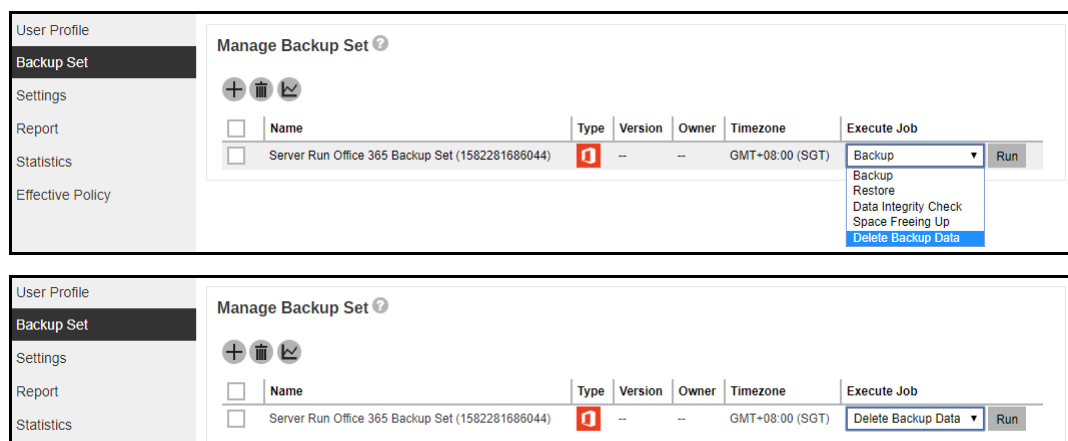 User Profile
Backup Set
Settings
Report
Statistics
Effective Policy
Manage Backup Set ?
Name Type Version Owner Timezone Execute Job
Server Run Office 365 Backup Set (1582281686044) -- -- GMT+08:00 (SGT) Backup Run
Backup
Restore
Data Integrity Check
Space Freeing Up
Delete Backup Data
User Profile
Backup Set
Settings
Report
Statistics
Manage Backup Set ?
Name Type Version Owner Timezone Execute Job
Server Run Office 365 Backup Set (1582281686044) -- -- GMT+08:00 (SGT) Delete Backup Data Run